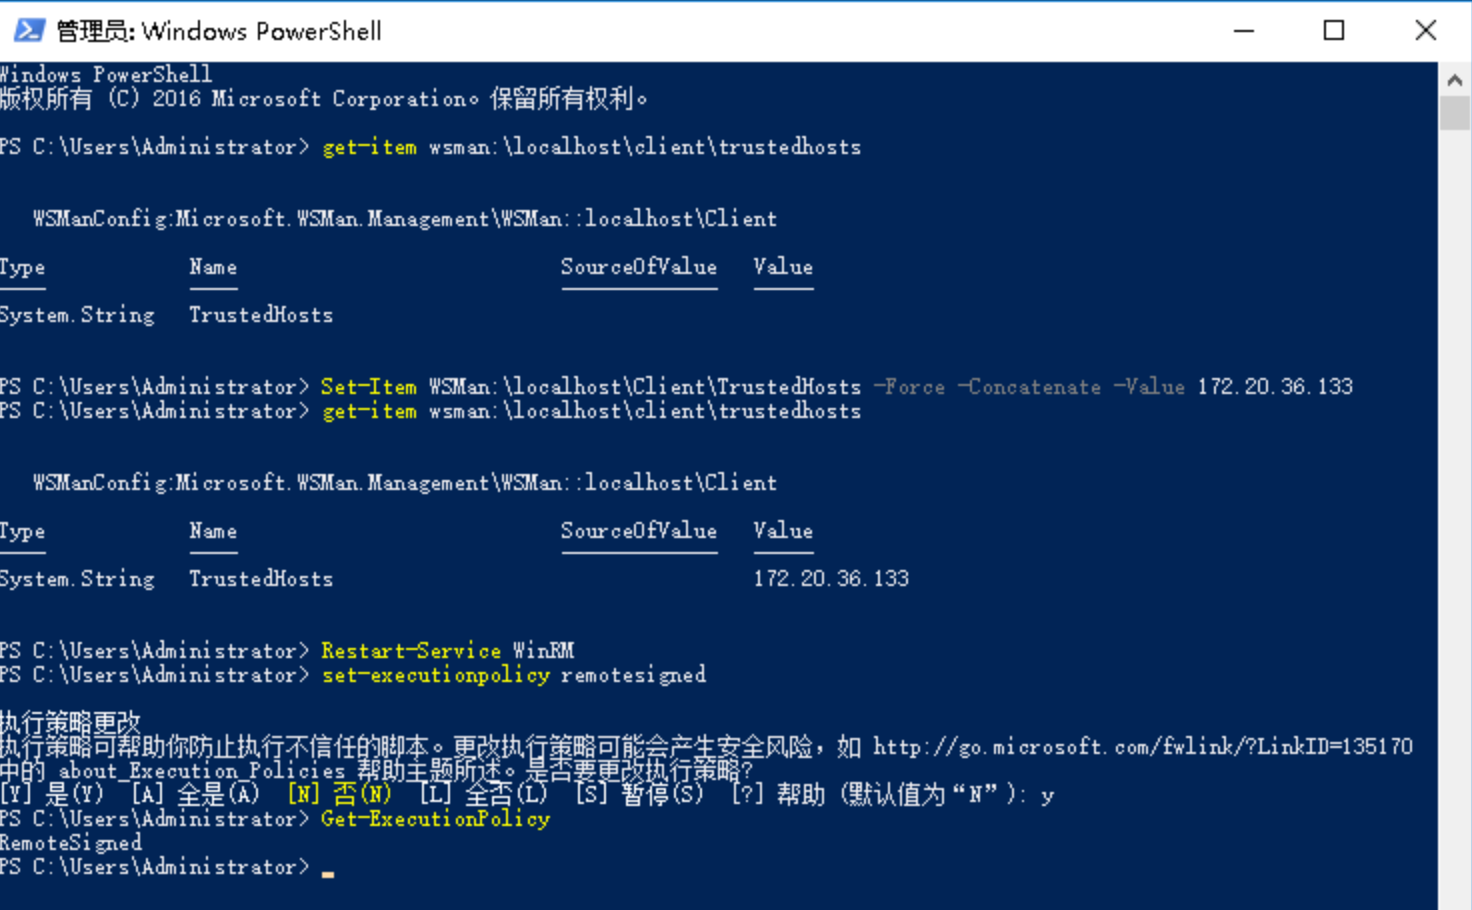 管理员: Windows PowerShell
Windows PowerShell
版权所有 (C) 2016 Microsoft Corporation。保留所有权利。
PS C:\Users\Administrator> get-item wsman:\localhost\client\trustedhosts
WSManConfig:Microsoft.WSMan.Management\WSMan::localhost\Client
Type Name SourceOfValue Value
System.String TrustedHosts
PS C:\Users\Administrator> Set-Item WSMan:\localhost\Client\TrustedHosts -Force -Concatenate -Value 172.20.36.133
PS C:\Users\Administrator> get-item wsman:\localhost\client\trustedhosts
WSManConfig:Microsoft.WSMan.Management\WSMan::localhost\Client
Type Name SourceOfValue Value
System.String TrustedHosts 172.20.36.133
PS C:\Users\Administrator> Restart-Service WinRM
PS C:\Users\Administrator> set-executionpolicy remotesigned
执行策略更改
执行策略可帮助你防止执行不信任的脚本。更改执行策略可能会产生安全风险，如 http://go.microsoft.com/fwlink/?LinkID=135170
中的 about_Execution_Policies 帮助主题所述。是否要更改执行策略?
[Y] 是(Y) [A] 全是(A) [N] 否(N) [L] 全否(L) [S] 暂停(S) [?] 帮助 (默认值为“N”): y
PS C:\Users\Administrator> Get-ExecutionPolicy
RemoteSigned
PS C:\Users\Administrator>